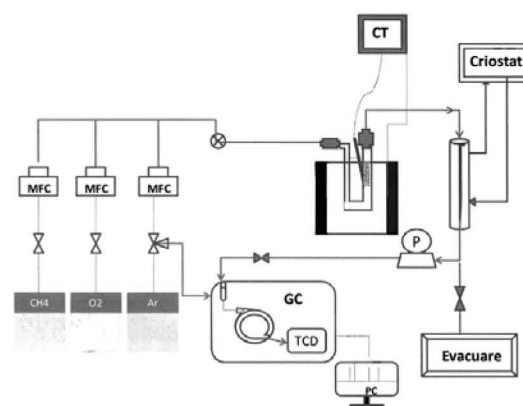 CT
Criostat
MFC
MFC
MFC
P
CH4
O2
Ar
GC
TCD
Evacuare
PC